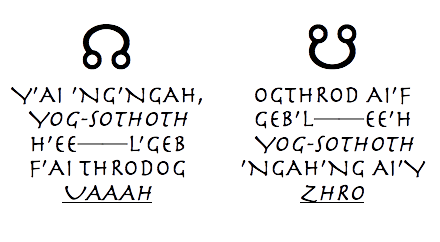 ☊
Y'AI 'NG'NGAH,
YOG-SOTHOTH
H'EE——L'GEB
F'AI THRODOG
UAAAH
☋
OGTHROD AI'F
GEB'L——EE'H
YOG-SOTHOTH
'NGAH'NG AI'Y
ZHRO